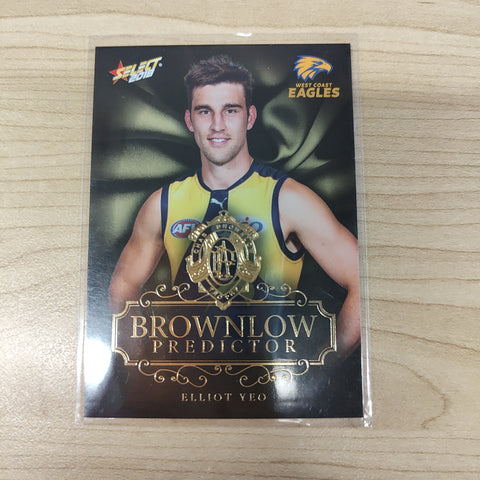 SELECT
2018
WEST COAST
EAGLES
AFL
BROWNLOW
PREDICTOR
ELLIOT YEO